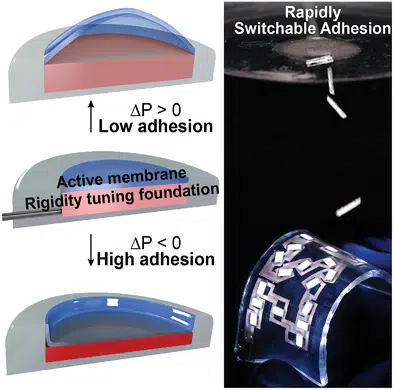 ΔP > 0
Low adhesion
Active membrane
Rigidity tuning foundation
ΔP < 0
High adhesion
Rapidly
Switchable Adhesion